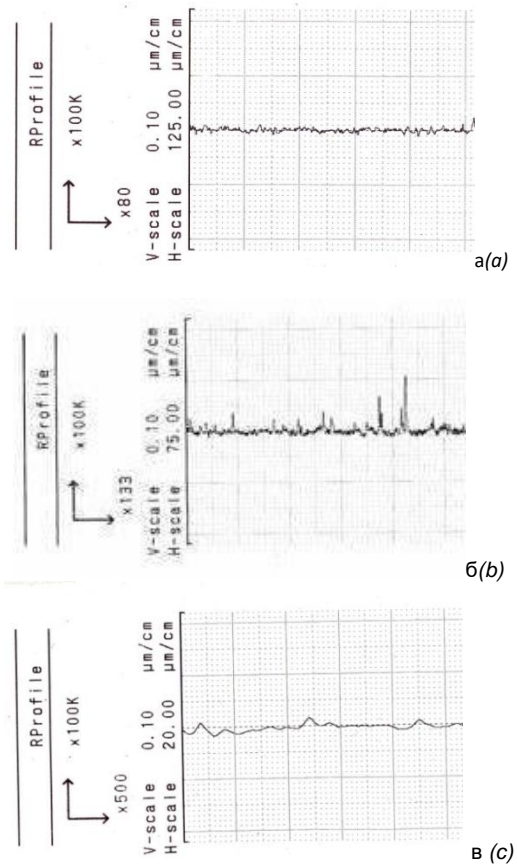 RProfile
x100K
x80
V-scale 0.10 µm/cm
H-scale 125.00 µm/cm
а(a)
RProfile
x100K
x133
V-scale 0.10 µm/cm
H-scale 75.00 µm/cm
б(b)
RProfile
x100K
x500
V-scale 0.10 µm/cm
H-scale 20.00 µm/cm
в (c)